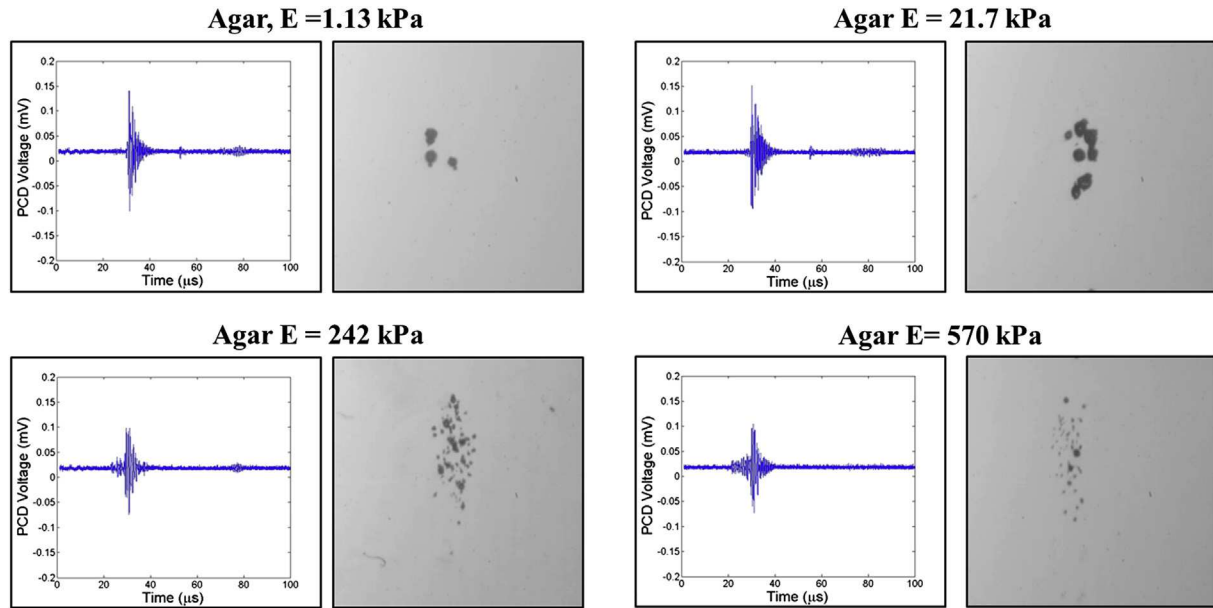 Agar, E =1.13 kPa
0.2
0.15
0.1
0.05
0
-0.05
-0.1
-0.15
-0.2
PCD Voltage (mV)
0 20 40 60 80 100
Time (μs)
Agar E = 21.7 kPa
0.2
0.15
0.1
0.05
0
-0.05
-0.1
-0.15
-0.2
PCD Voltage (mV)
0 20 40 60 80 100
Time (μs)
Agar E = 242 kPa
0.2
0.15
0.1
0.05
0
-0.05
-0.1
-0.15
-0.2
PCD Voltage (mV)
0 20 40 60 80 100
Time (μs)
Agar E= 570 kPa
0.2
0.15
0.1
0.05
0
-0.05
-0.1
-0.15
-0.2
PCD Voltage (mV)
0 20 40 60 80 100
Time (μs)